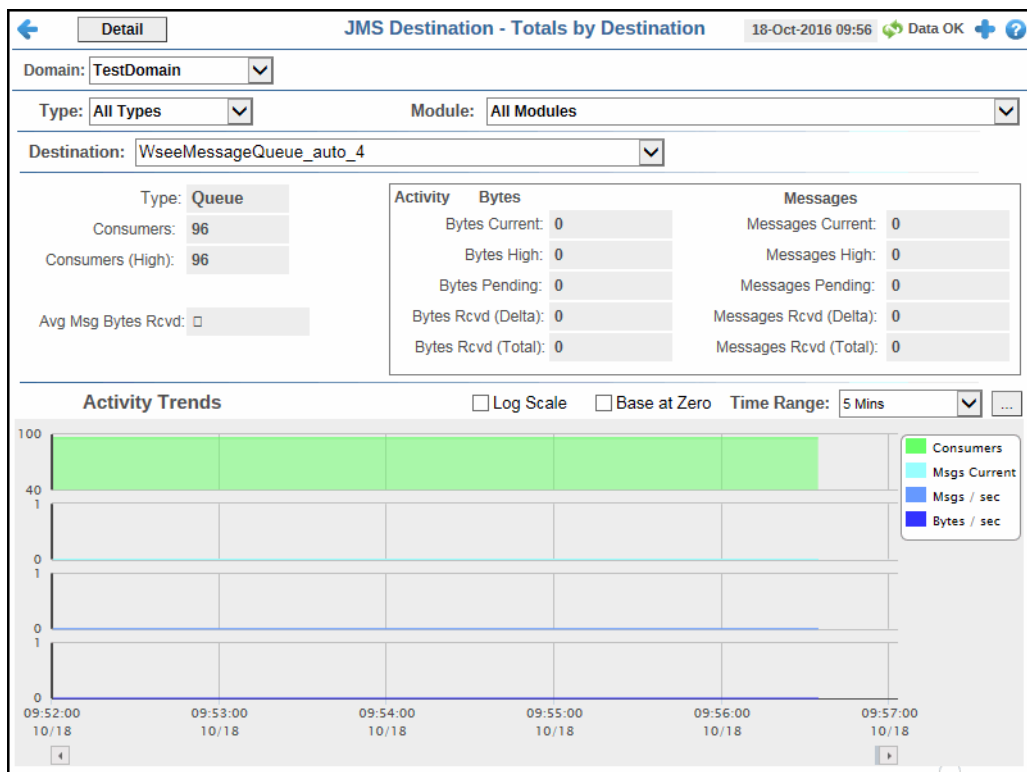 Detail JMS Destination - Totals by Destination 18-Oct-2016 09:56 Data OK
Domain: TestDomain
Type: All Types Module: All Modules
Destination: WseeMessageQueue_auto_4
Type: Queue
Consumers: 96
Consumers (High): 96
Avg Msg Bytes Rcvd:
Activity Bytes Messages
Bytes Current: 0 Messages Current: 0
Bytes High: 0 Messages High: 0
Bytes Pending: 0 Messages Pending: 0
Bytes Rcvd (Delta): 0 Messages Rcvd (Delta): 0
Bytes Rcvd (Total): 0 Messages Rcvd (Total): 0
Activity Trends Log Scale Base at Zero Time Range: 5 Mins ...
100
40
1
0
1
0
1
0
Consumers
Msgs Current
Msgs / sec
Bytes / sec
09:52:00 09:53:00 09:54:00 09:55:00 09:56:00 09:57:00
10/18 10/18 10/18 10/18 10/18 10/18